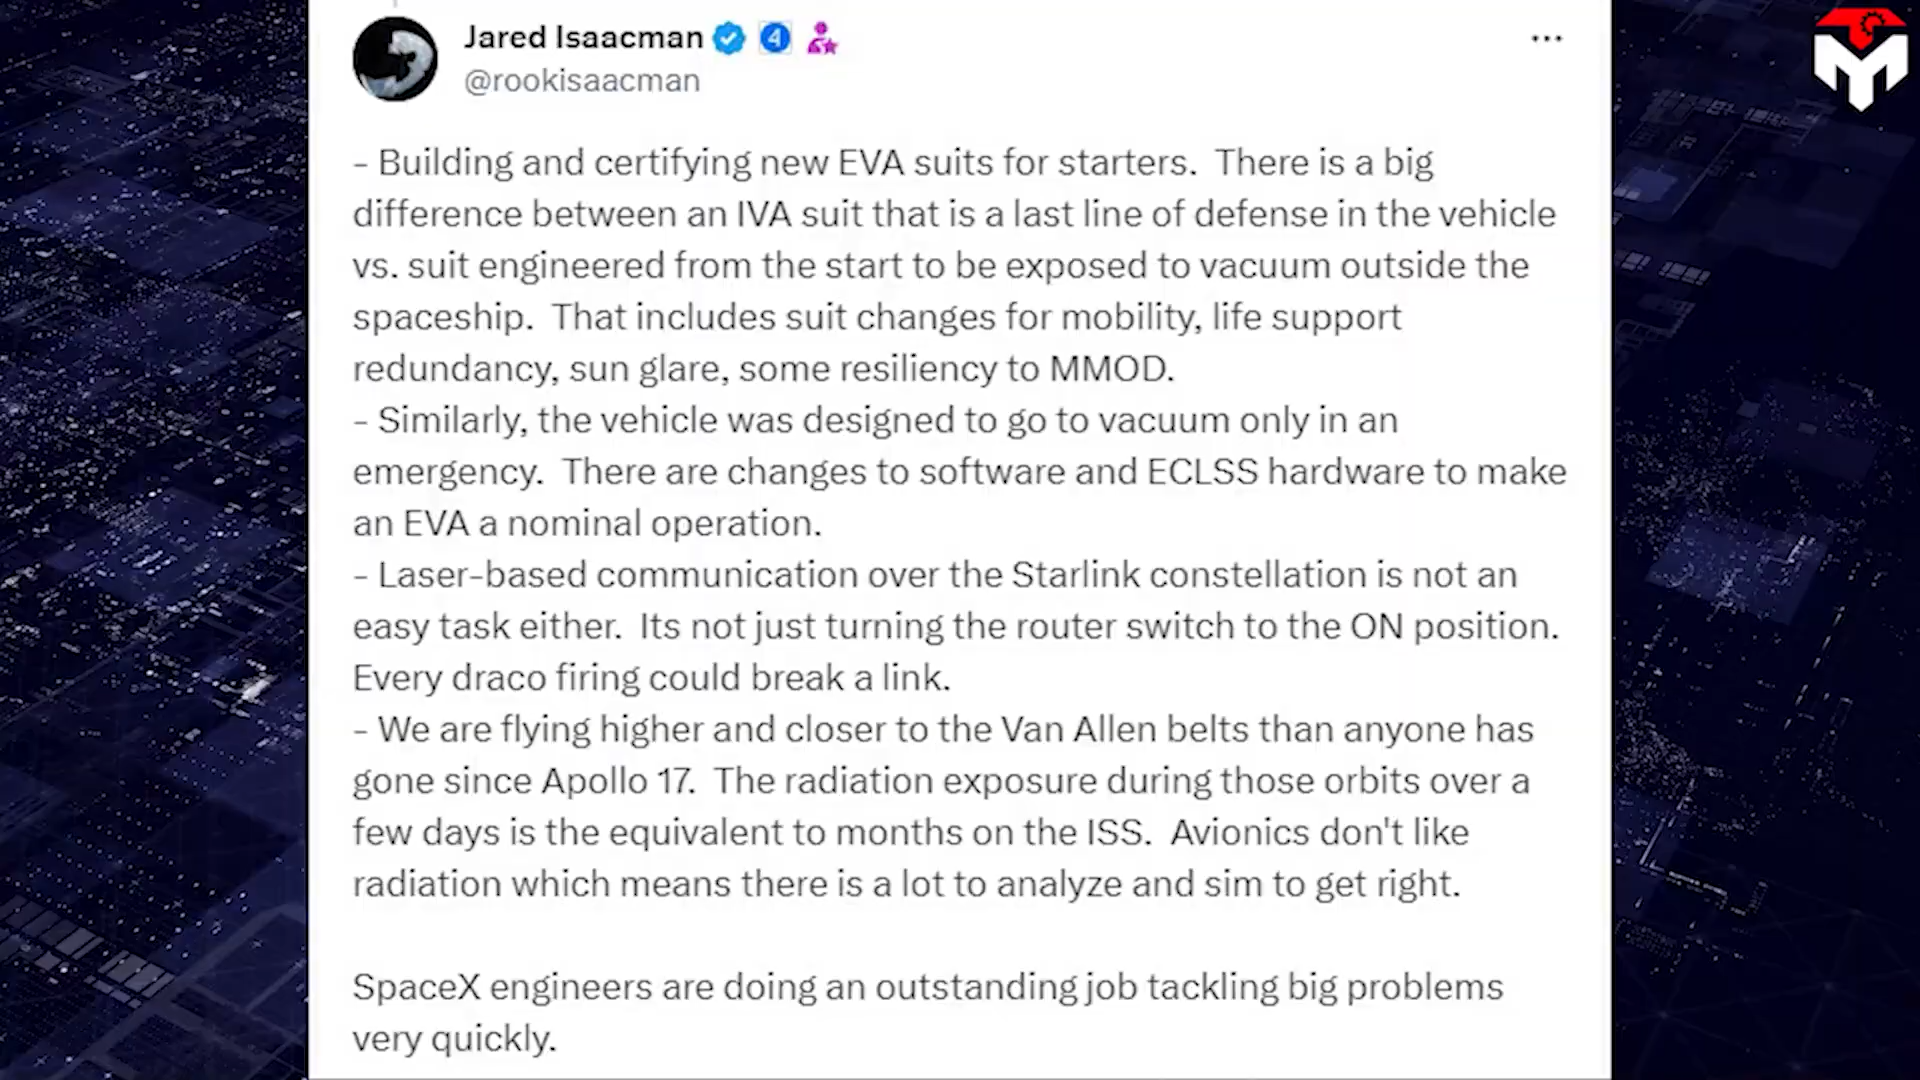 Jared Isaacman 4
@rookisaacman
- Building and certifying new EVA suits for starters. There is a big
difference between an IVA suit that is a last line of defense in the vehicle
vs. suit engineered from the start to be exposed to vacuum outside the
spaceship. That includes suit changes for mobility, life support
redundancy, sun glare, some resiliency to MMOD.
- Similarly, the vehicle was designed to go to vacuum only in an
emergency. There are changes to software and ECLSS hardware to make
an EVA a nominal operation.
- Laser-based communication over the Starlink constellation is not an
easy task either. Its not just turning the router switch to the ON position.
Every draco firing could break a link.
- We are flying higher and closer to the Van Allen belts than anyone has
gone since Apollo 17. The radiation exposure during those orbits over a
few days is the equivalent to months on the ISS. Avionics don't like
radiation which means there is a lot to analyze and sim to get right.
SpaceX engineers are doing an outstanding job tackling big problems
very quickly.